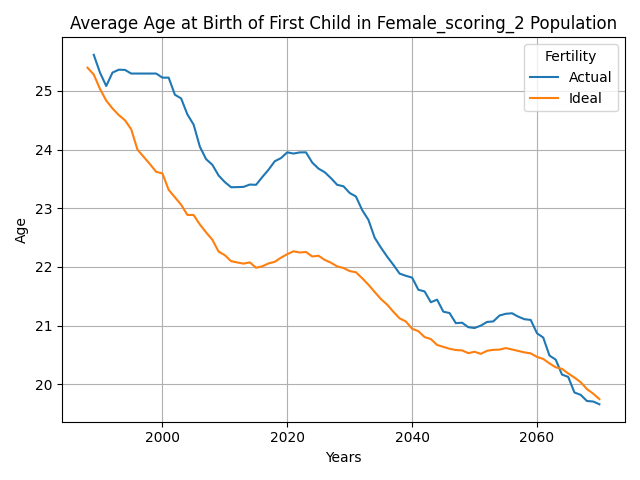 Average Age at Birth of First Child in Female_scoring_2 Population
Fertility
Actual
Ideal
Age
25
24
23
22
21
20
2000
2020
2040
2060
Years